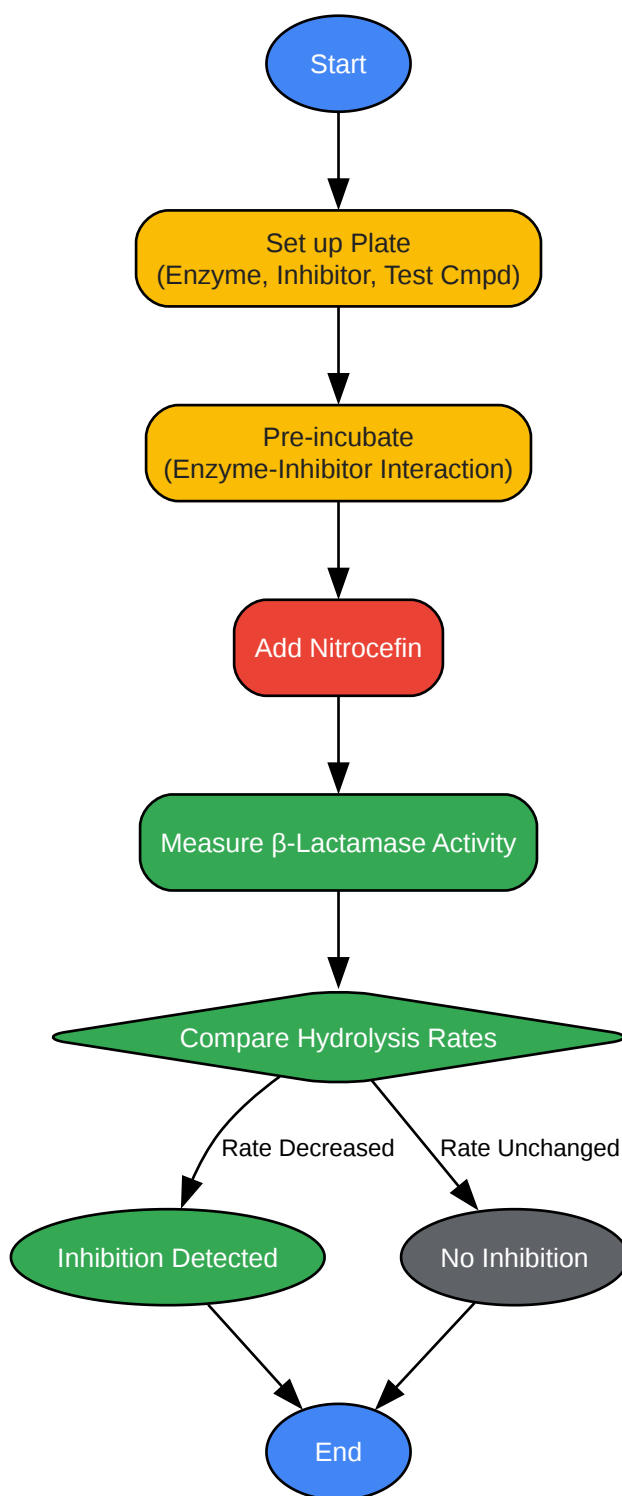 Start
Set up Plate
(Enzyme, Inhibitor, Test Cmpd)
Pre-incubate
(Enzyme-Inhibitor Interaction)
Add Nitrocefin
Measure β-Lactamase Activity
Compare Hydrolysis Rates
Rate Decreased
Rate Unchanged
Inhibition Detected
No Inhibition
End